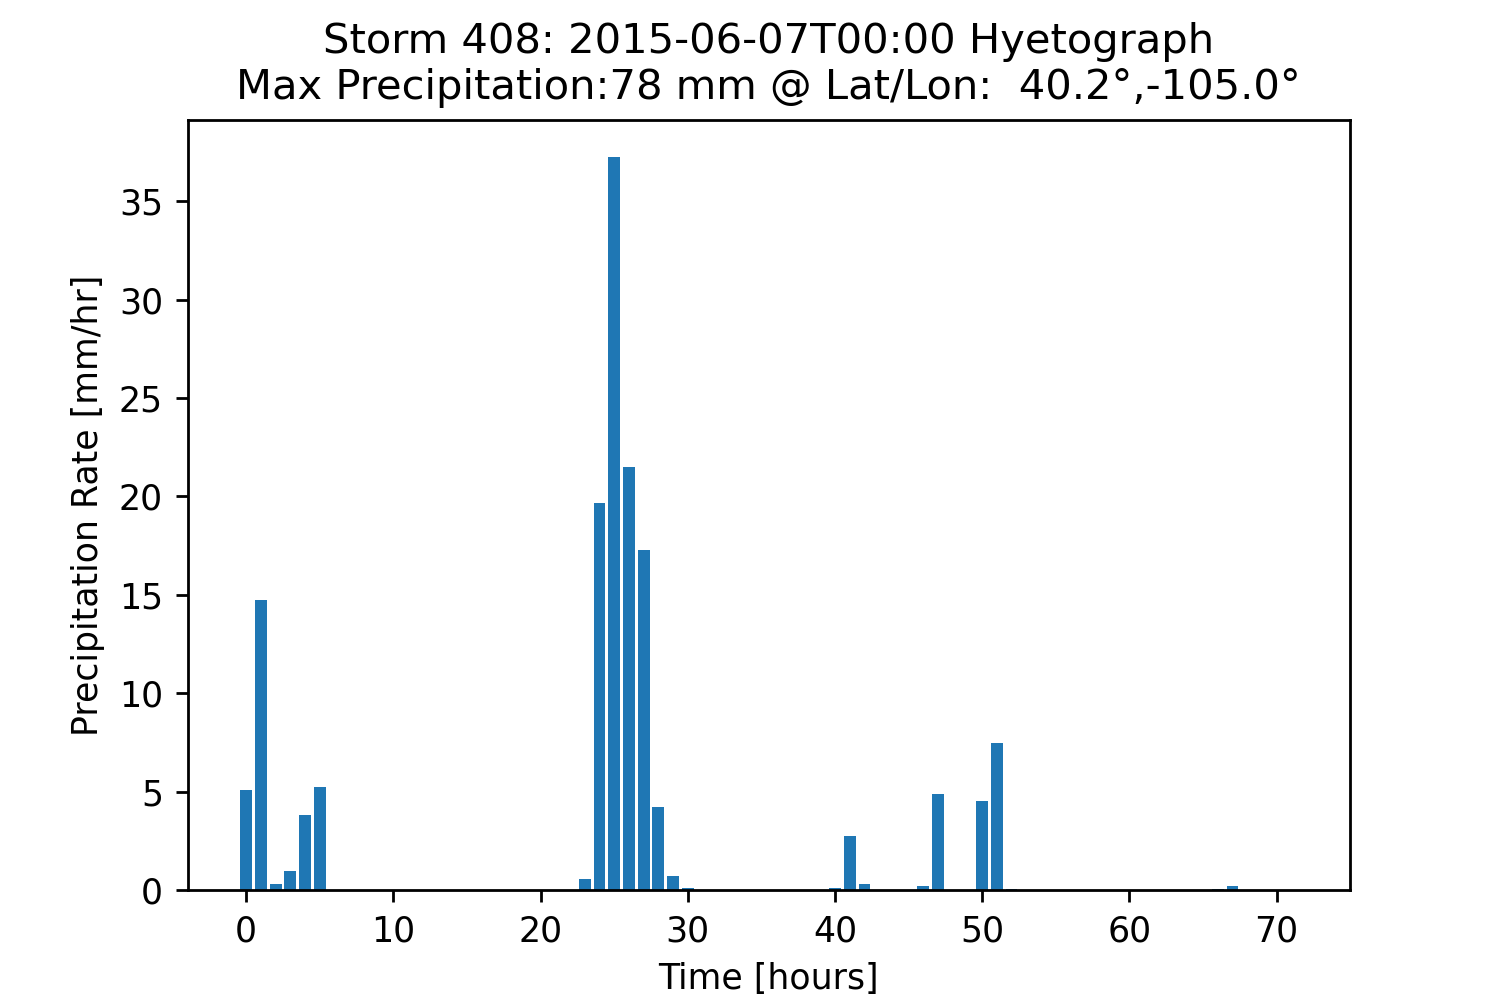 Storm 408: 2015-06-07T00:00 Hyetograph
Max Precipitation:78 mm @ Lat/Lon:  40.2°,-105.0°
Precipitation Rate [mm/hr]
35
30
25
20
15
10
5
0
0 10 20 30 40 50 60 70
Time [hours]